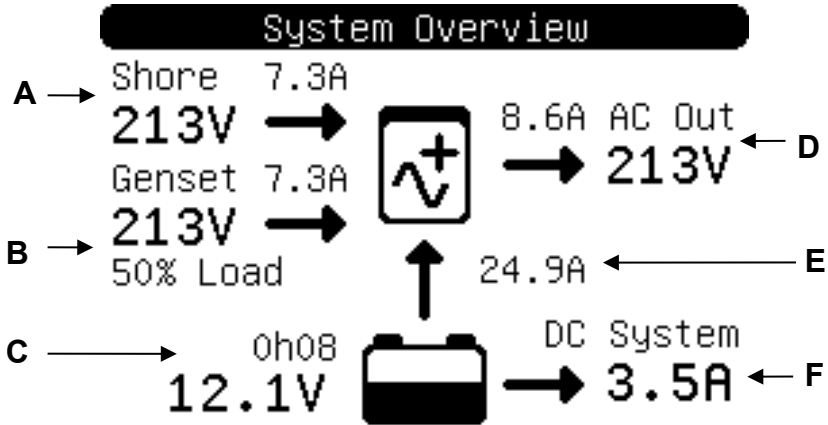 System Overview
A
Shore 7.3A
213V
8.6A AC Out
213V
D
Genset 7.3A
213V
B
50% Load
24.9A
E
C
0h08
12.1V
DC System
3.5A
F